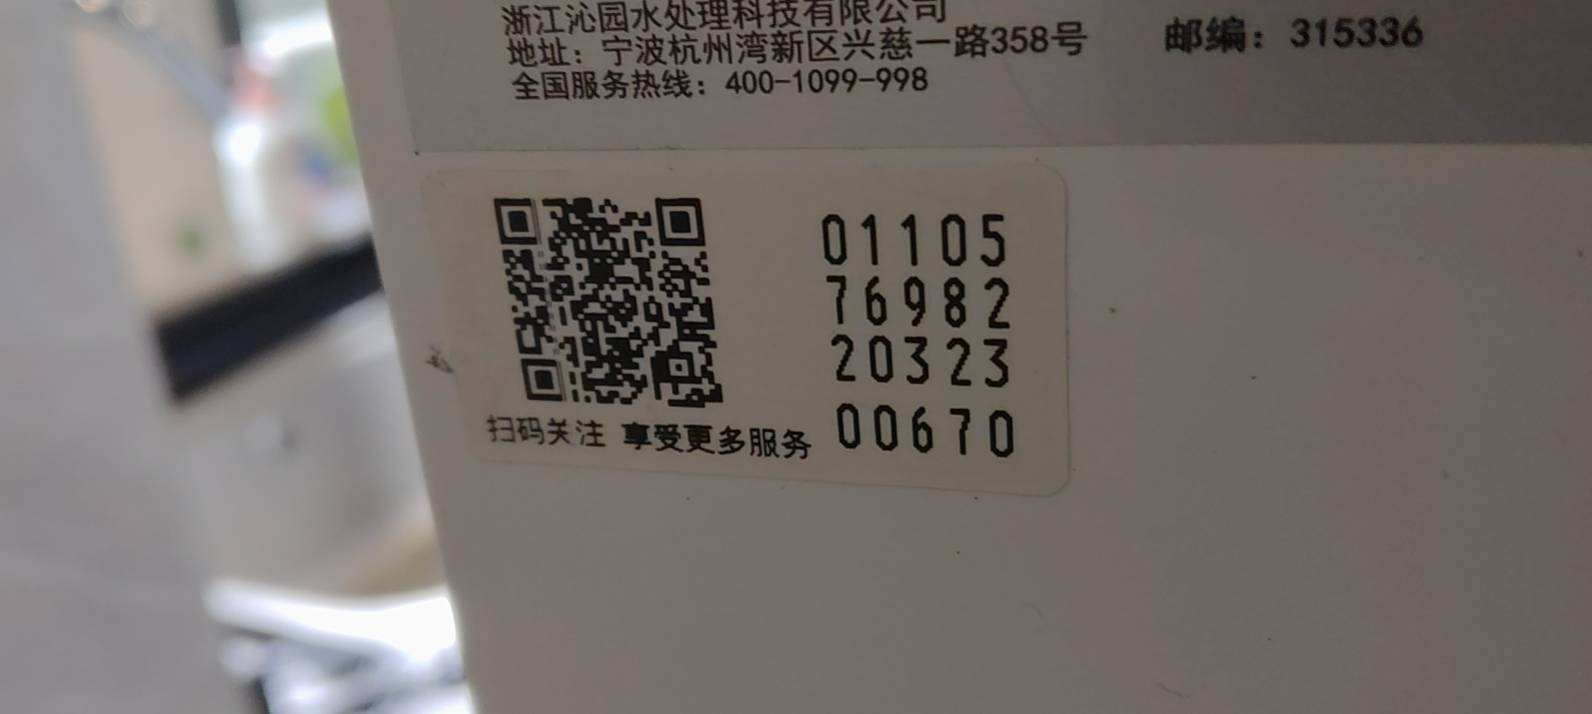 浙江沁园水处理科技有限公司
地址：宁波杭州湾新区兴慈一路358号 邮编：315336
全国服务热线：400-1099-998
01105
76982
20323
00670
扫码关注 享受更多服务